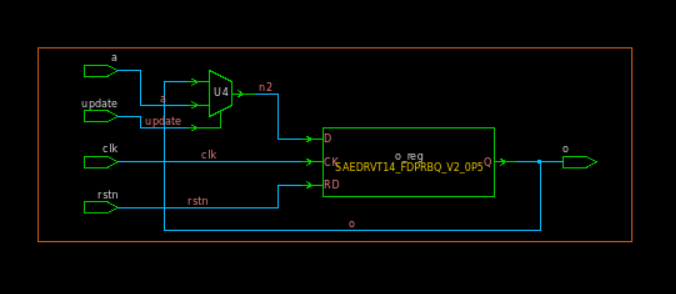 a
update
clk
rstn
a
update
clk
rstn
U4
n2
D
CK
RD
Q
o_reg
SAEDRVT14_FDPRBQ_V2_0P5
o
o